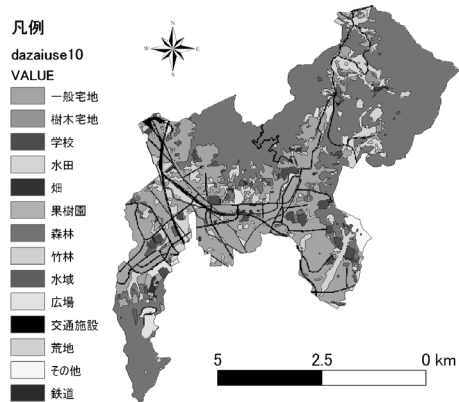 凡例
dazaiuse10
VALUE
一般宅地
樹木宅地
学校
水田
畑
果樹園
森林
竹林
水域
広場
交通施設
荒地
その他
鉄道
N
W
E
S
5 2.5 0 km